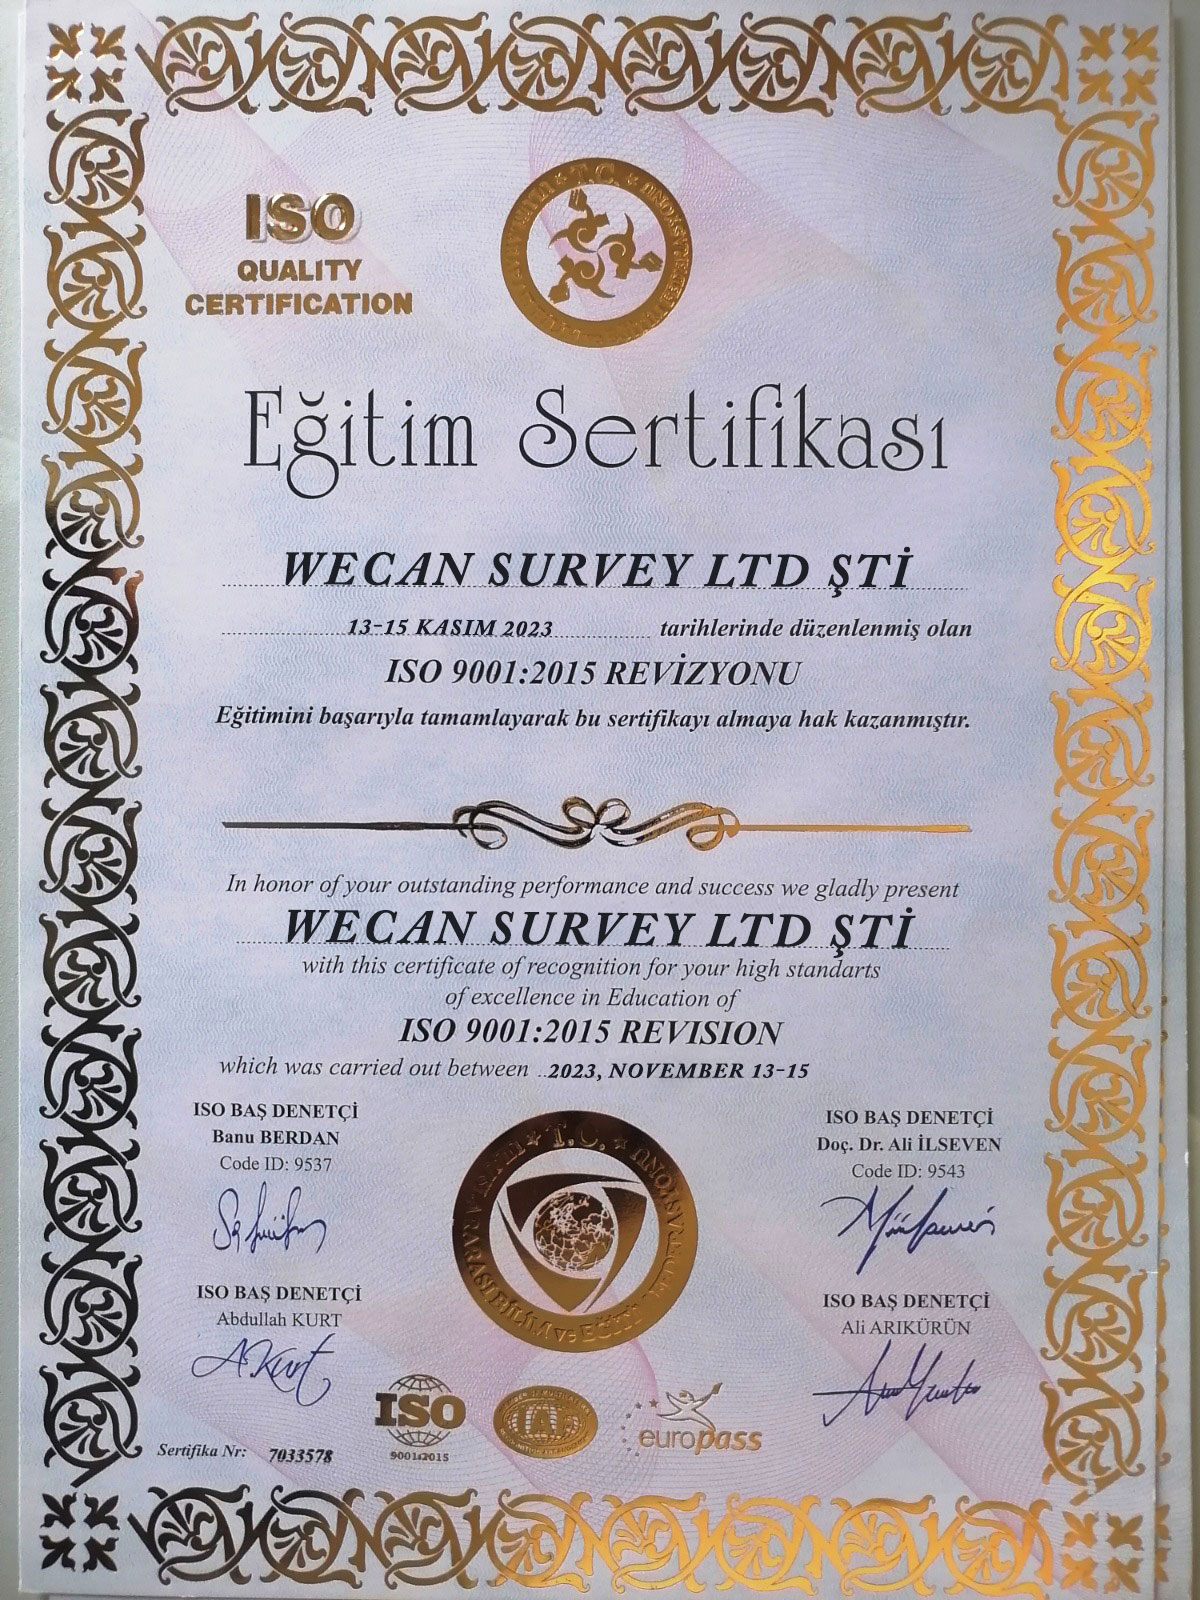 ISO
QUALITY
CERTIFICATION
T.C.
Eğitim Sertifikası
WECAN SURVEY LTD ŞTİ
13-15 KASIM 2023 tarihlerinde düzenlenmiş olan
ISO 9001:2015 REVİZYONU
Eğitimini başarıyla tamamlayarak bu sertifikayı almaya hak kazanmıştır.
In honor of your outstanding performance and success we gladly present
WECAN SURVEY LTD ŞTİ
with this certificate of recognition for your high standarts
of excellence in Education of
ISO 9001:2015 REVISION
which was carried out between 2023, NOVEMBER 13-15
ISO BAŞ DENETÇİ
Banu BERDAN
Code ID: 9537
ISO BAŞ DENETÇİ
Doç. Dr. Ali İLSEVEN
Code ID: 9543
T.C.
ISO BAŞ DENETÇİ
Abdullah KURT
A.Kurt
ISO BAŞ DENETÇİ
Ali ARIKÜRÜN
ISO
9001:2015
IAF
europass
Sertifika Nr: 7033578